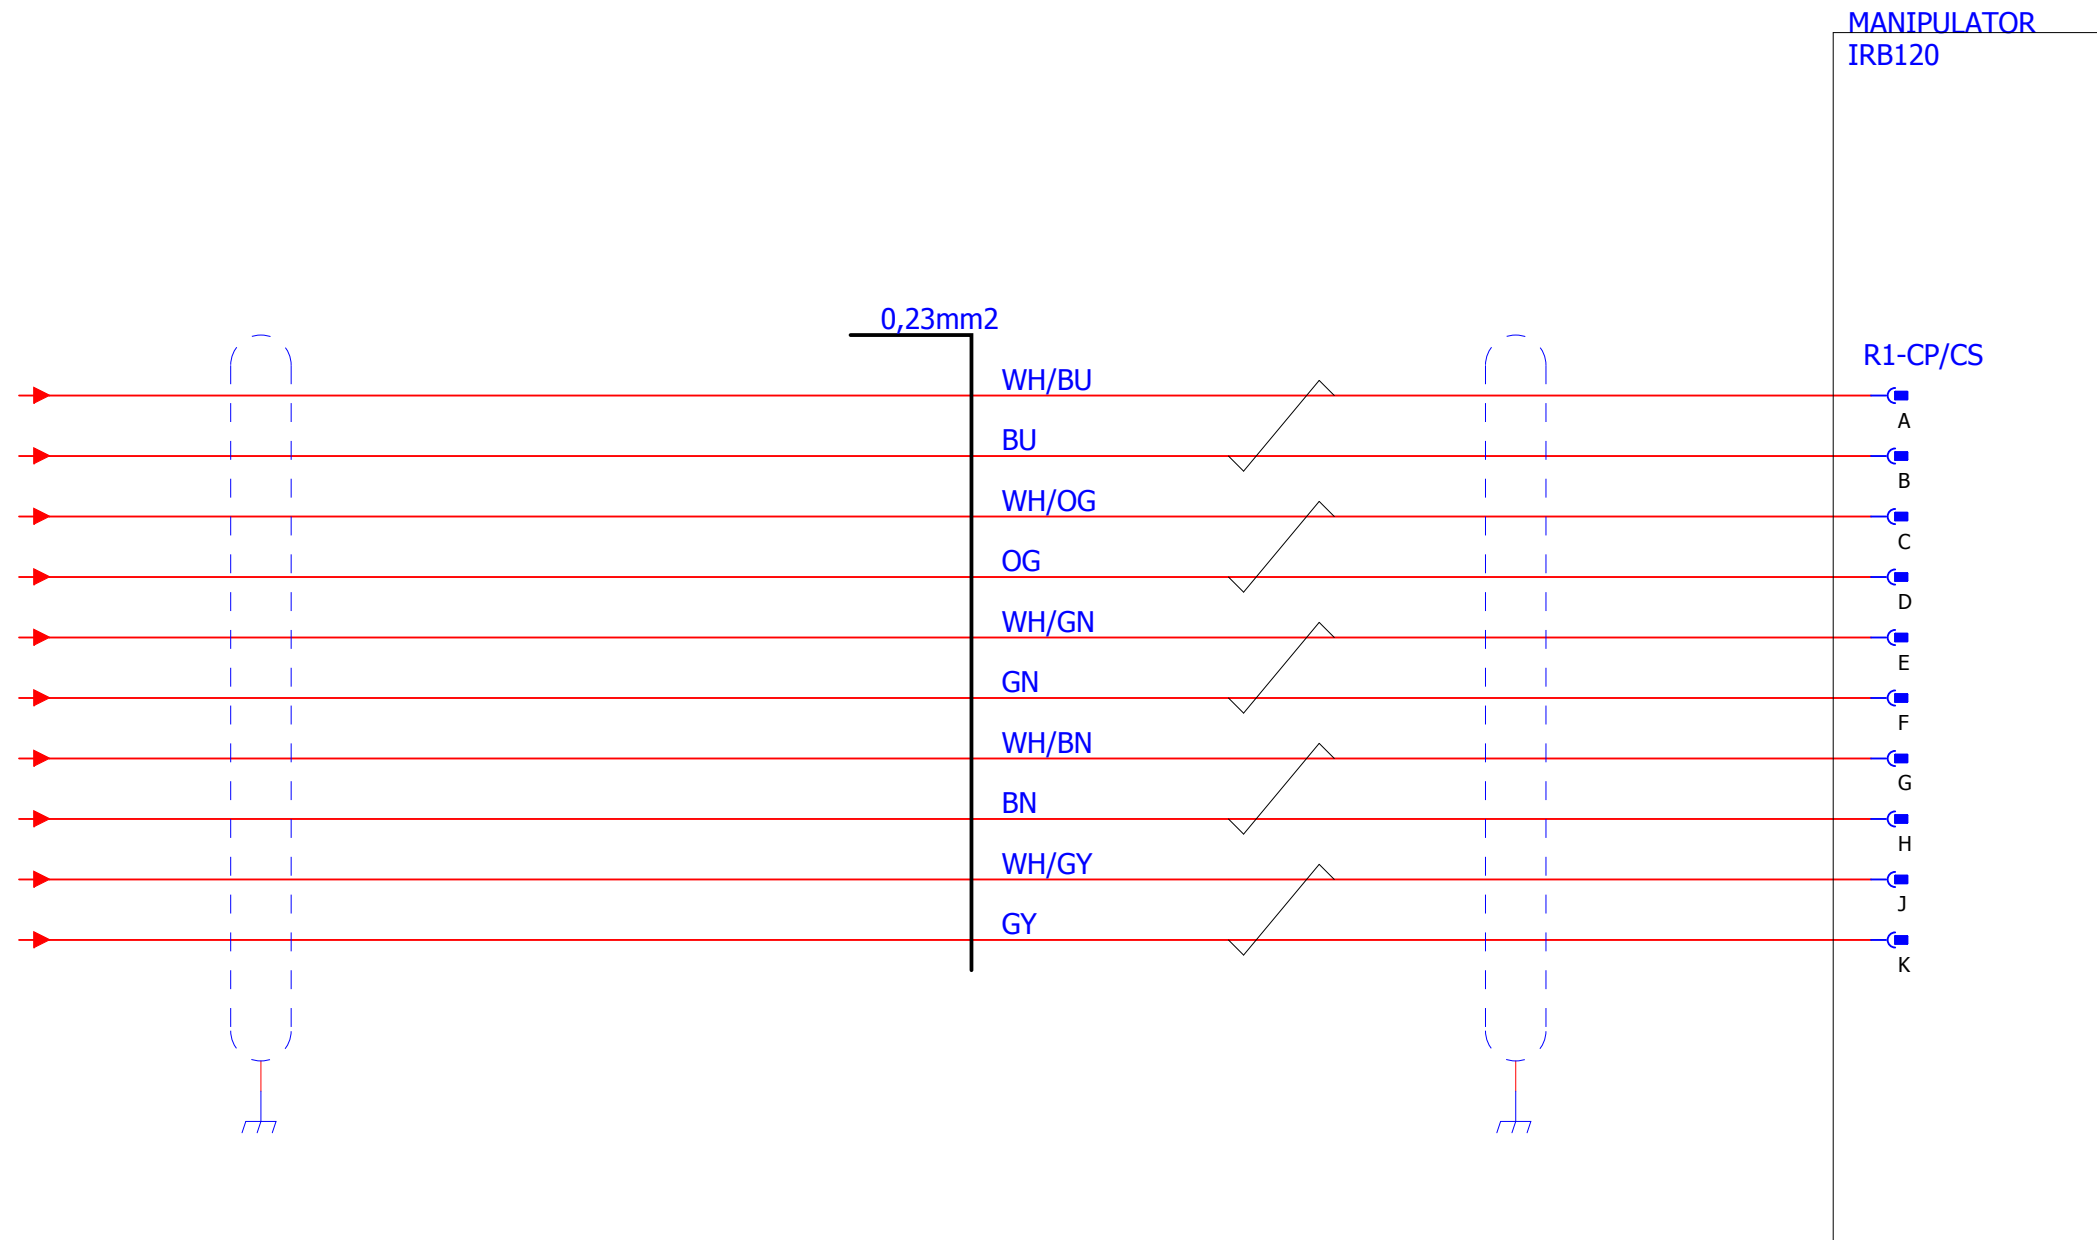 MANIPULATOR
IRB120
0,23mm2
R1-CP/CS
WH/BU
A
BU
B
WH/OG
C
OG
D
WH/GN
E
GN
F
WH/BN
G
BN
H
WH/GY
J
GY
K